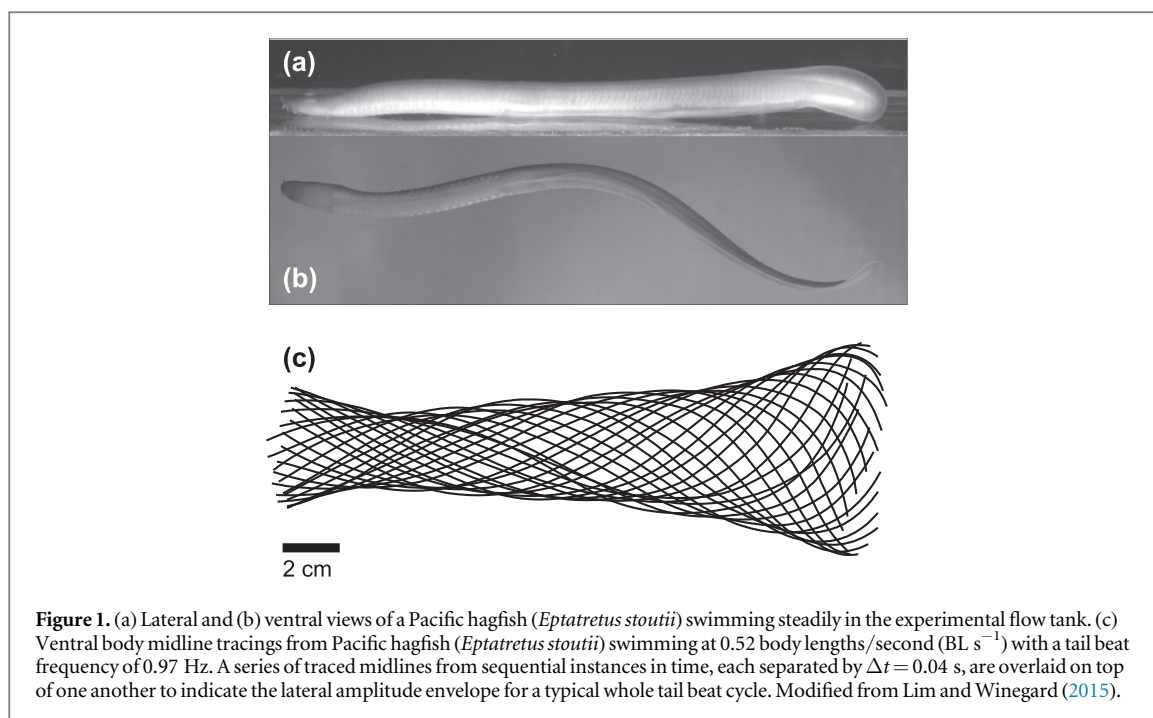 (a)
(b)
(c)
2 cm
Figure 1. (a) Lateral and (b) ventral views of a Pacific hagfish (Eptatretus stoutii) swimming steadily in the experimental flow tank. (c)
Ventral body midline tracings from Pacific hagfish (Eptatretus stoutii) swimming at 0.52 body lengths/second (BL s⁻¹) with a tail beat
frequency of 0.97 Hz. A series of traced midlines from sequential instances in time, each separated by Δt = 0.04 s, are overlaid on top
of one another to indicate the lateral amplitude envelope for a typical whole tail beat cycle. Modified from Lim and Winegard (2015).